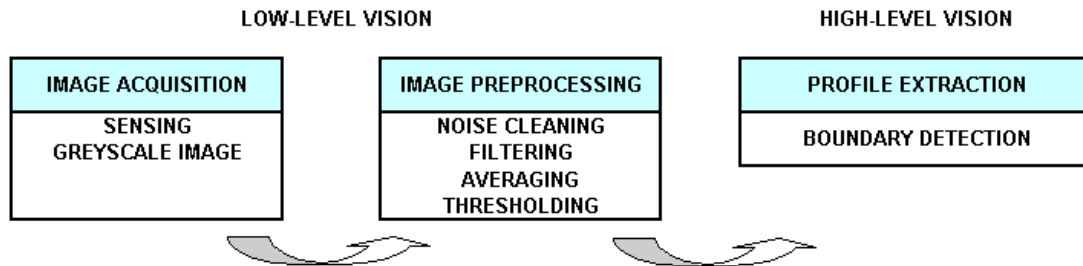 LOW-LEVEL VISION
HIGH-LEVEL VISION
IMAGE ACQUISITION
SENSING
GREYSCALE IMAGE
IMAGE PREPROCESSING
NOISE CLEANING
FILTERING
AVERAGING
THRESHOLDING
PROFILE EXTRACTION
BOUNDARY DETECTION